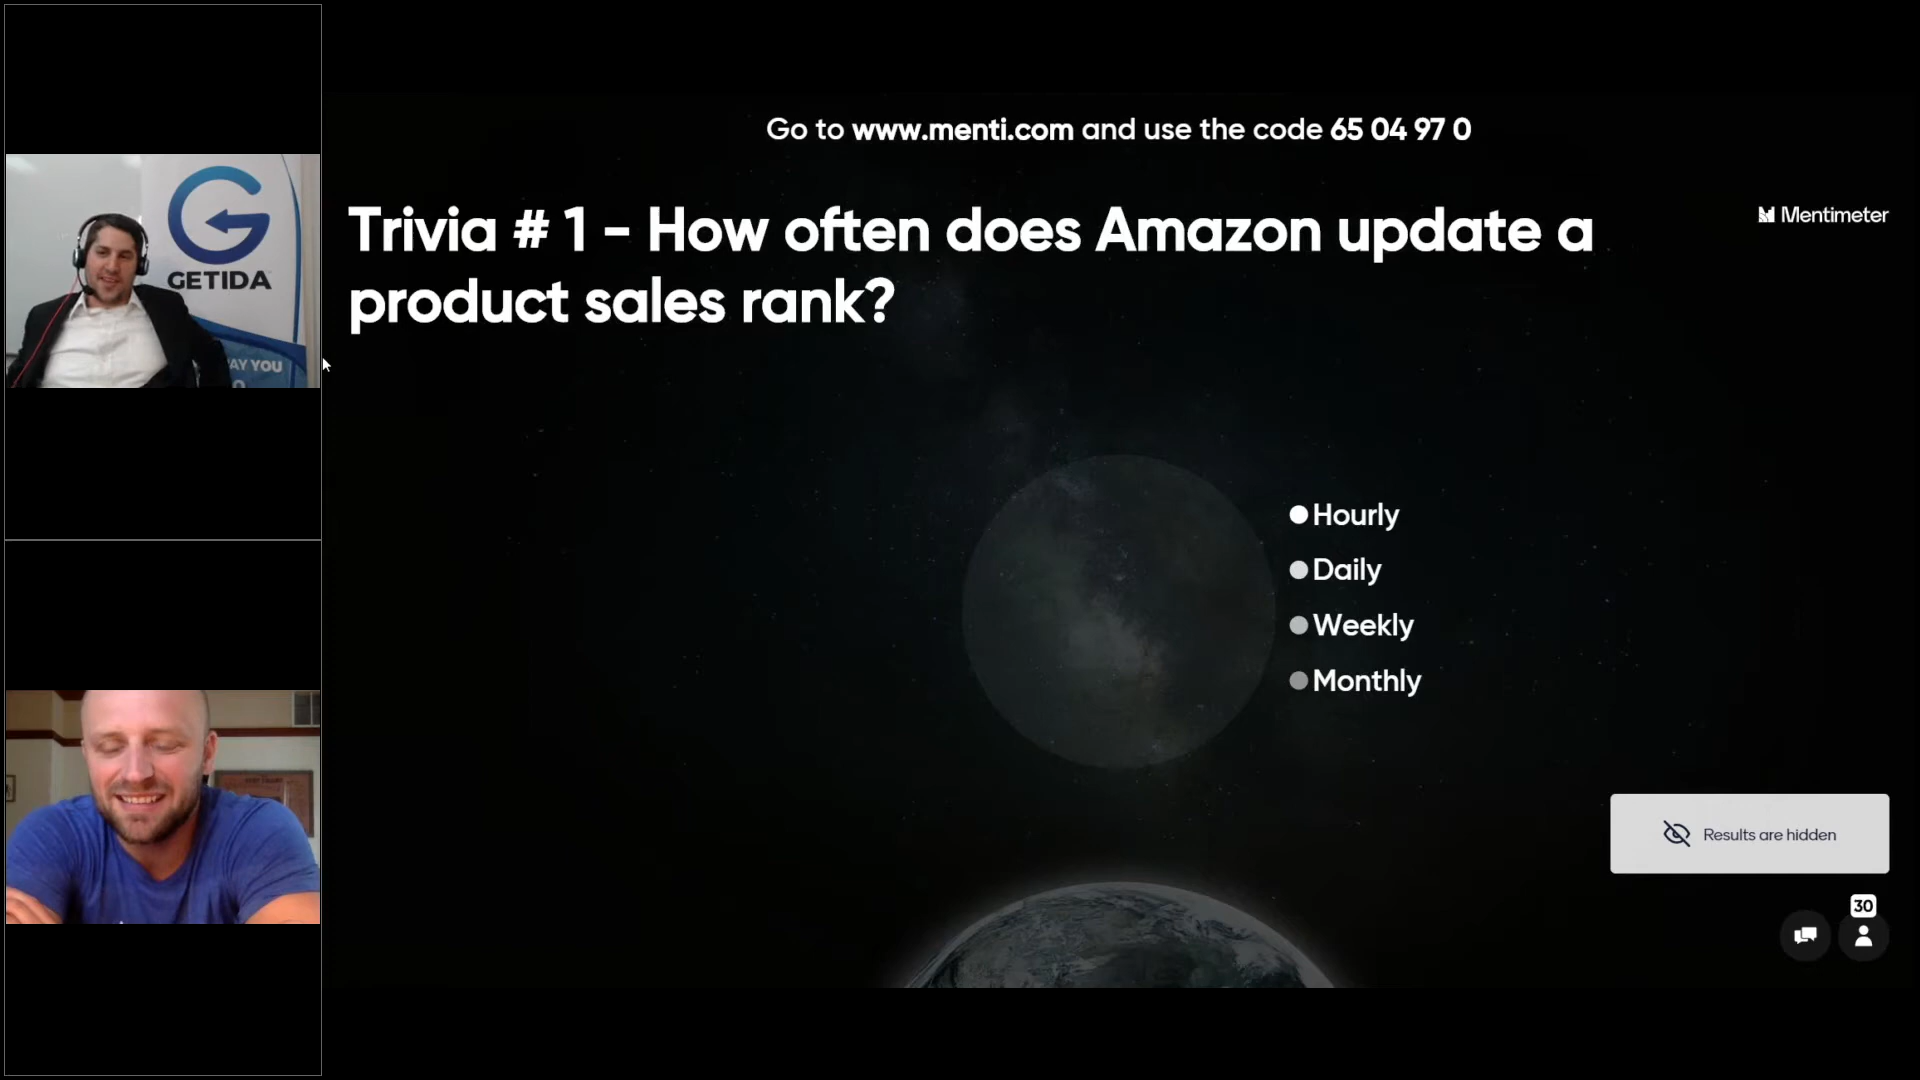 Go to www.menti.com and use the code 65 04 97 0
Trivia # 1 - How often does Amazon update a
product sales rank?
Mentimeter
GETIDA
AY YOU
Hourly
Daily
Weekly
Monthly
Results are hidden
30